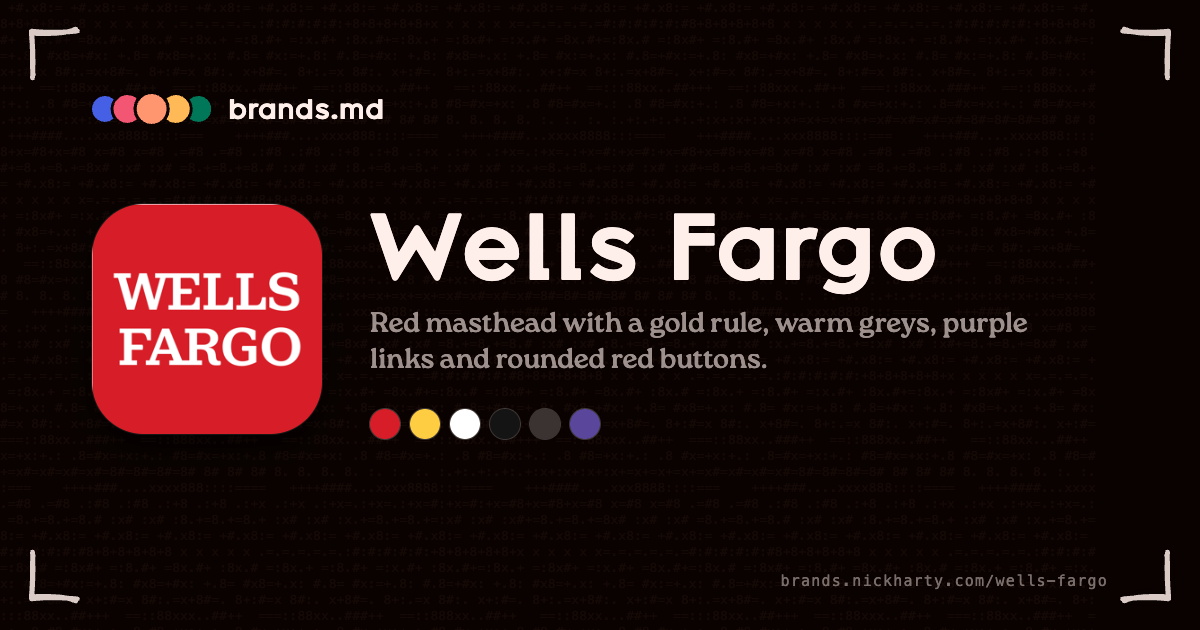 brands.md
WELLS
FARGO
Wells Fargo
Red masthead with a gold rule, warm greys, purple
links and rounded red buttons.
brands.nickharty.com/wells-fargo